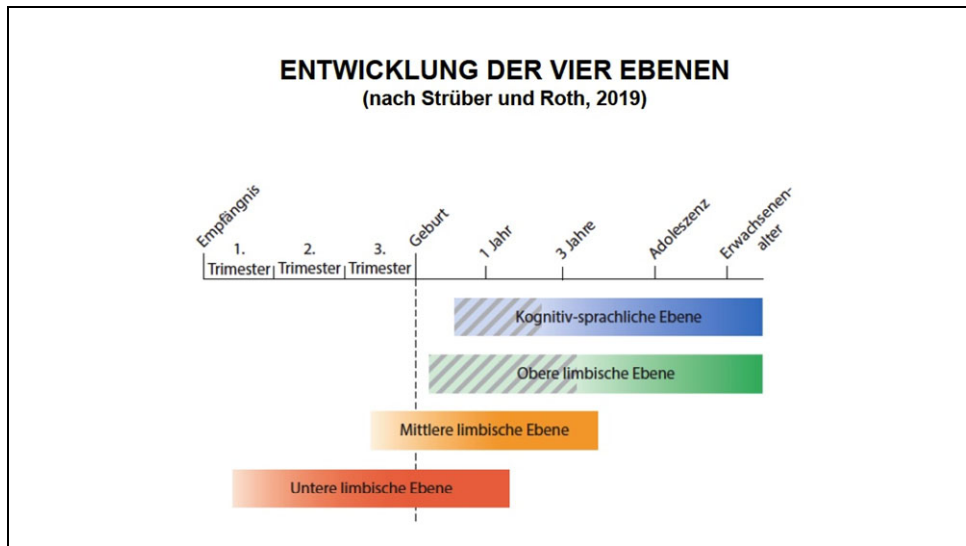 ENTWICKLUNG DER VIER EBENEN
(nach Strüber und Roth, 2019)
Empfängnis
1. Trimester
2. Trimester
3. Trimester
Geburt
1 Jahr
3 Jahre
Adoleszenz
Erwachsenen-
alter
Kognitiv-sprachliche Ebene
Obere limbische Ebene
Mittlere limbische Ebene
Untere limbische Ebene